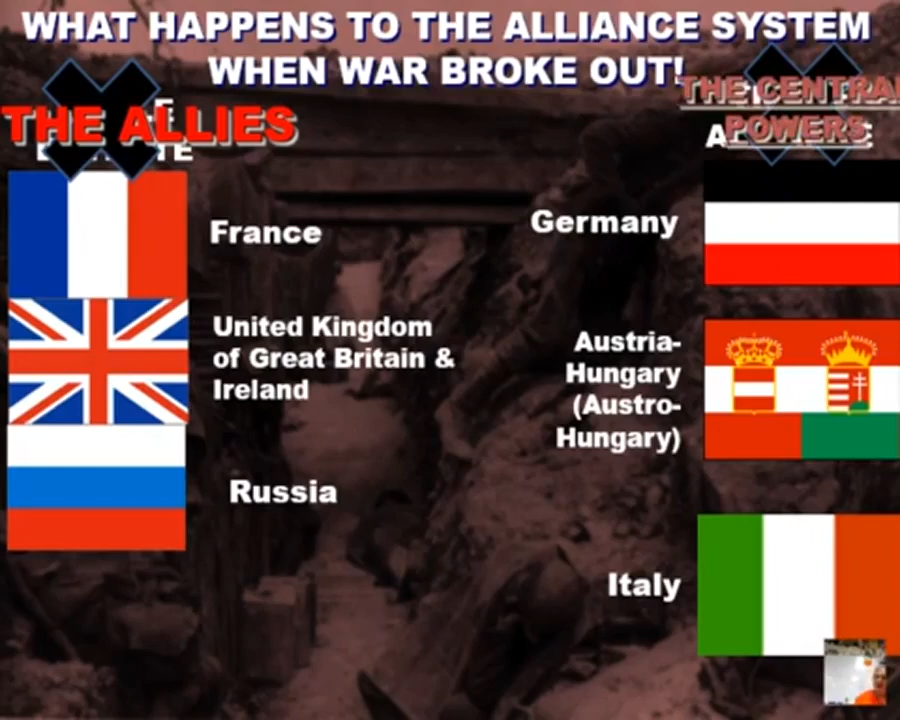 WHAT HAPPENS TO THE ALLIANCE SYSTEM
WHEN WAR BROKE OUT!
THE ALLIES
THE CENTRAL
POWERS
France
Germany
United Kingdom
of Great Britain &
Ireland
Austria-
Hungary
(Austro-
Hungary)
Russia
Italy